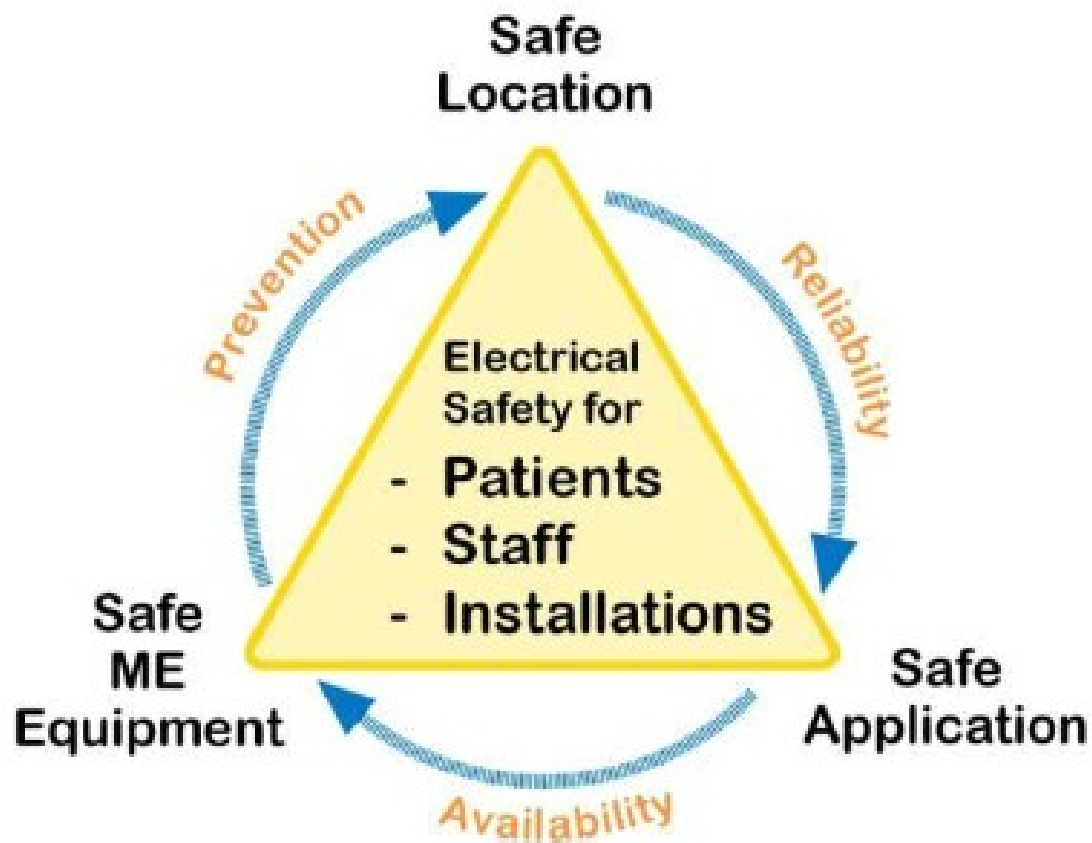 Safe
Location
Prevention
Reliability
Electrical
Safety for
- Patients
- Staff
- Installations
Safe
ME
Equipment
Safe
Application
Availability